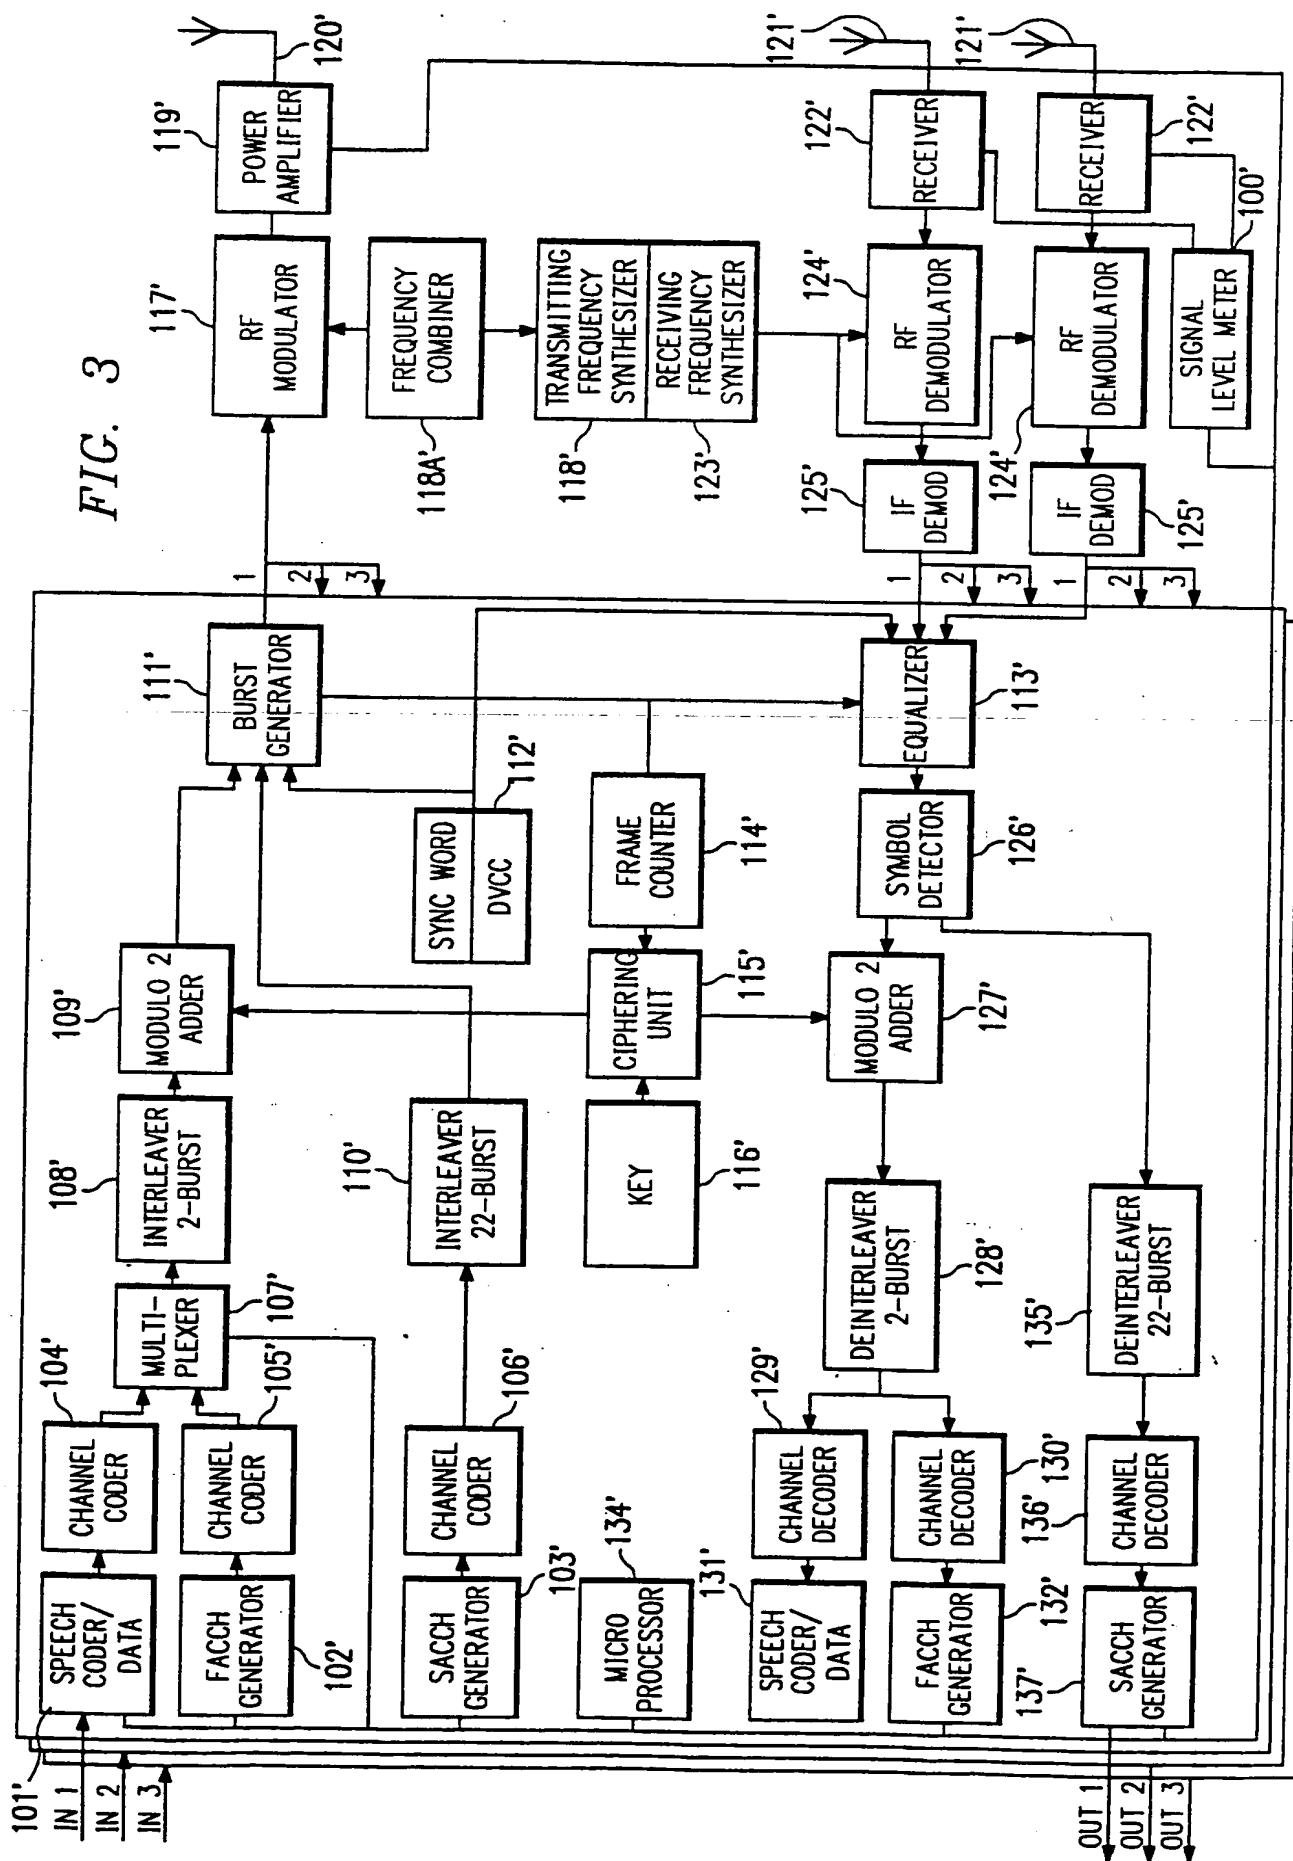 FIG. 3
101'
IN 1
IN 2
IN 3
SPEECH
CODER/
DATA
104'
CHANNEL
CODER
FACCH
GENERATOR
102'
CHANNEL
CODER
105'
MULTI-
PLEXER
107'
108'
INTERLEAVER
2-BURST
109'
MODULO 2
ADDER
111'
BURST
GENERATOR
1
2
3
117'
RF
MODULATOR
119'
POWER
AMPLIFIER
120'
SACCH
GENERATOR
103'
CHANNEL
CODER
106'
110'
INTERLEAVER
22-BURST
SYNC WORD
DVCC
112'
FREQUENCY
COMBINER
118A'
MICRO
PROCESSOR
134'
KEY
116'
CIPHERING
UNIT
115'
FRAME
COUNTER
114'
TRANSMITTING
FREQUENCY
SYNTHESIZER
118'
RECEIVING
FREQUENCY
SYNTHESIZER
123'
131'
SPEECH
CODER/
DATA
129'
CHANNEL
DECODER
FACCH
GENERATOR
132'
CHANNEL
DECODER
130'
DEINTERLEAVER
2-BURST
128'
MODULO 2
ADDER
127'
SYMBOL
DETECTOR
126'
EQUALIZER
113'
1
2
3
125'
IF
DEMOD
124'
RF
DEMODULATOR
122'
RECEIVER
121'
137'
SACCH
GENERATOR
136'
CHANNEL
DECODER
135'
DEINTERLEAVER
22-BURST
1
2
3
IF
DEMOD
125'
124'
RF
DEMODULATOR
RECEIVER
122'
121'
SIGNAL
LEVEL METER
100'
OUT 1
OUT 2
OUT 3